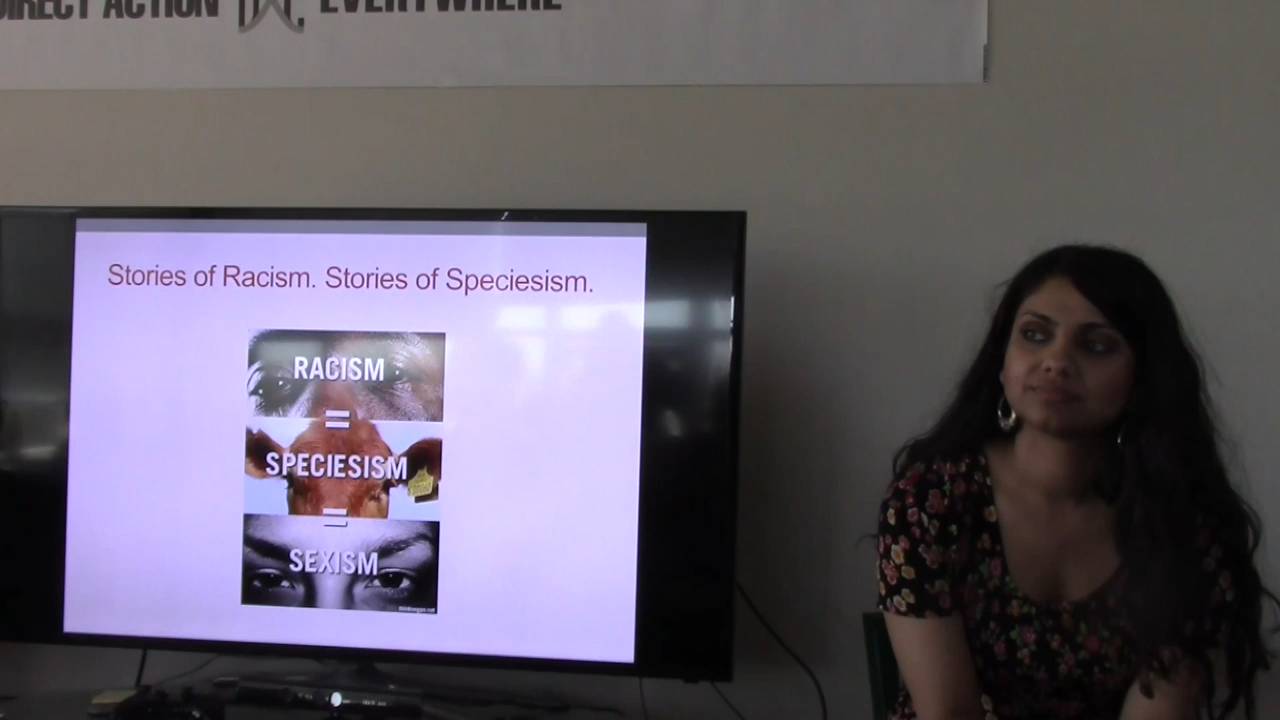 DIRECT ACTION EVERYWHERE
Stories of Racism. Stories of Speciesism.
RACISM
=
SPECIESISM
=
SEXISM